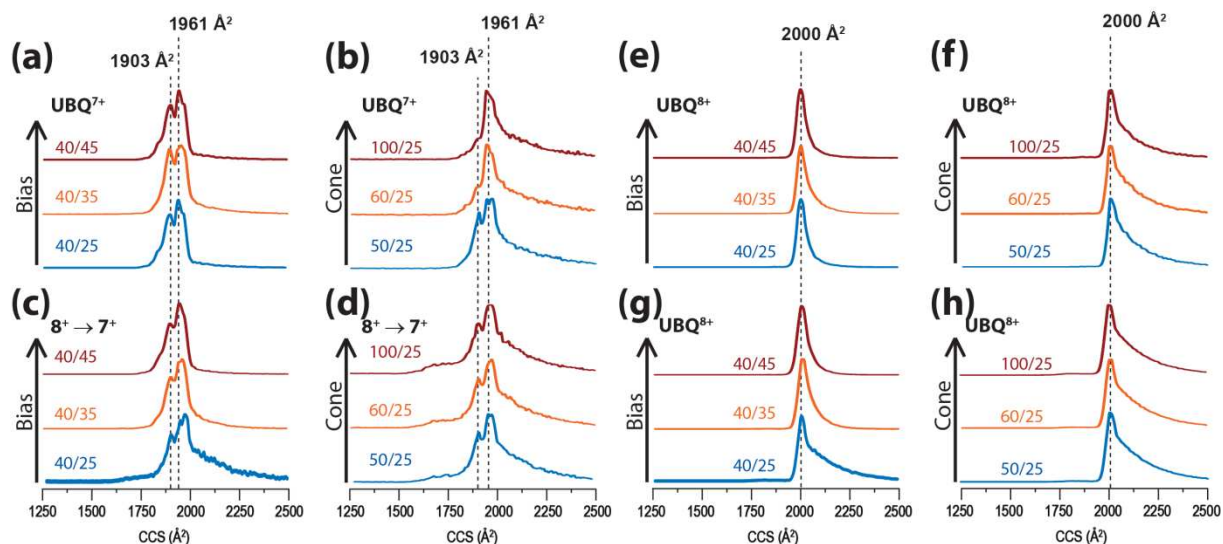 1961 Å²
1903 Å²
(a)
UBQ⁷⁺
Bias
40/45
40/35
40/25
1961 Å²
1903 Å²
(b)
UBQ⁷⁺
Cone
100/25
60/25
50/25
2000 Å²
(e)
UBQ⁸⁺
Bias
40/45
40/35
40/25
2000 Å²
(f)
UBQ⁸⁺
Cone
100/25
60/25
50/25
(c)
8⁺ → 7⁺
Bias
40/45
40/35
40/25
1250 1500 1750 2000 2250 2500
CCS (Å²)
(d)
8⁺ → 7⁺
Cone
100/25
60/25
50/25
1250 1500 1750 2000 2250 2500
CCS (Å²)
(g)
UBQ⁸⁺
Bias
40/45
40/35
40/25
1250 1500 1750 2000 2250 2500
CCS (Å²)
(h)
UBQ⁸⁺
Cone
100/25
60/25
50/25
1250 1500 1750 2000 2250 2500
CCS (Å²)